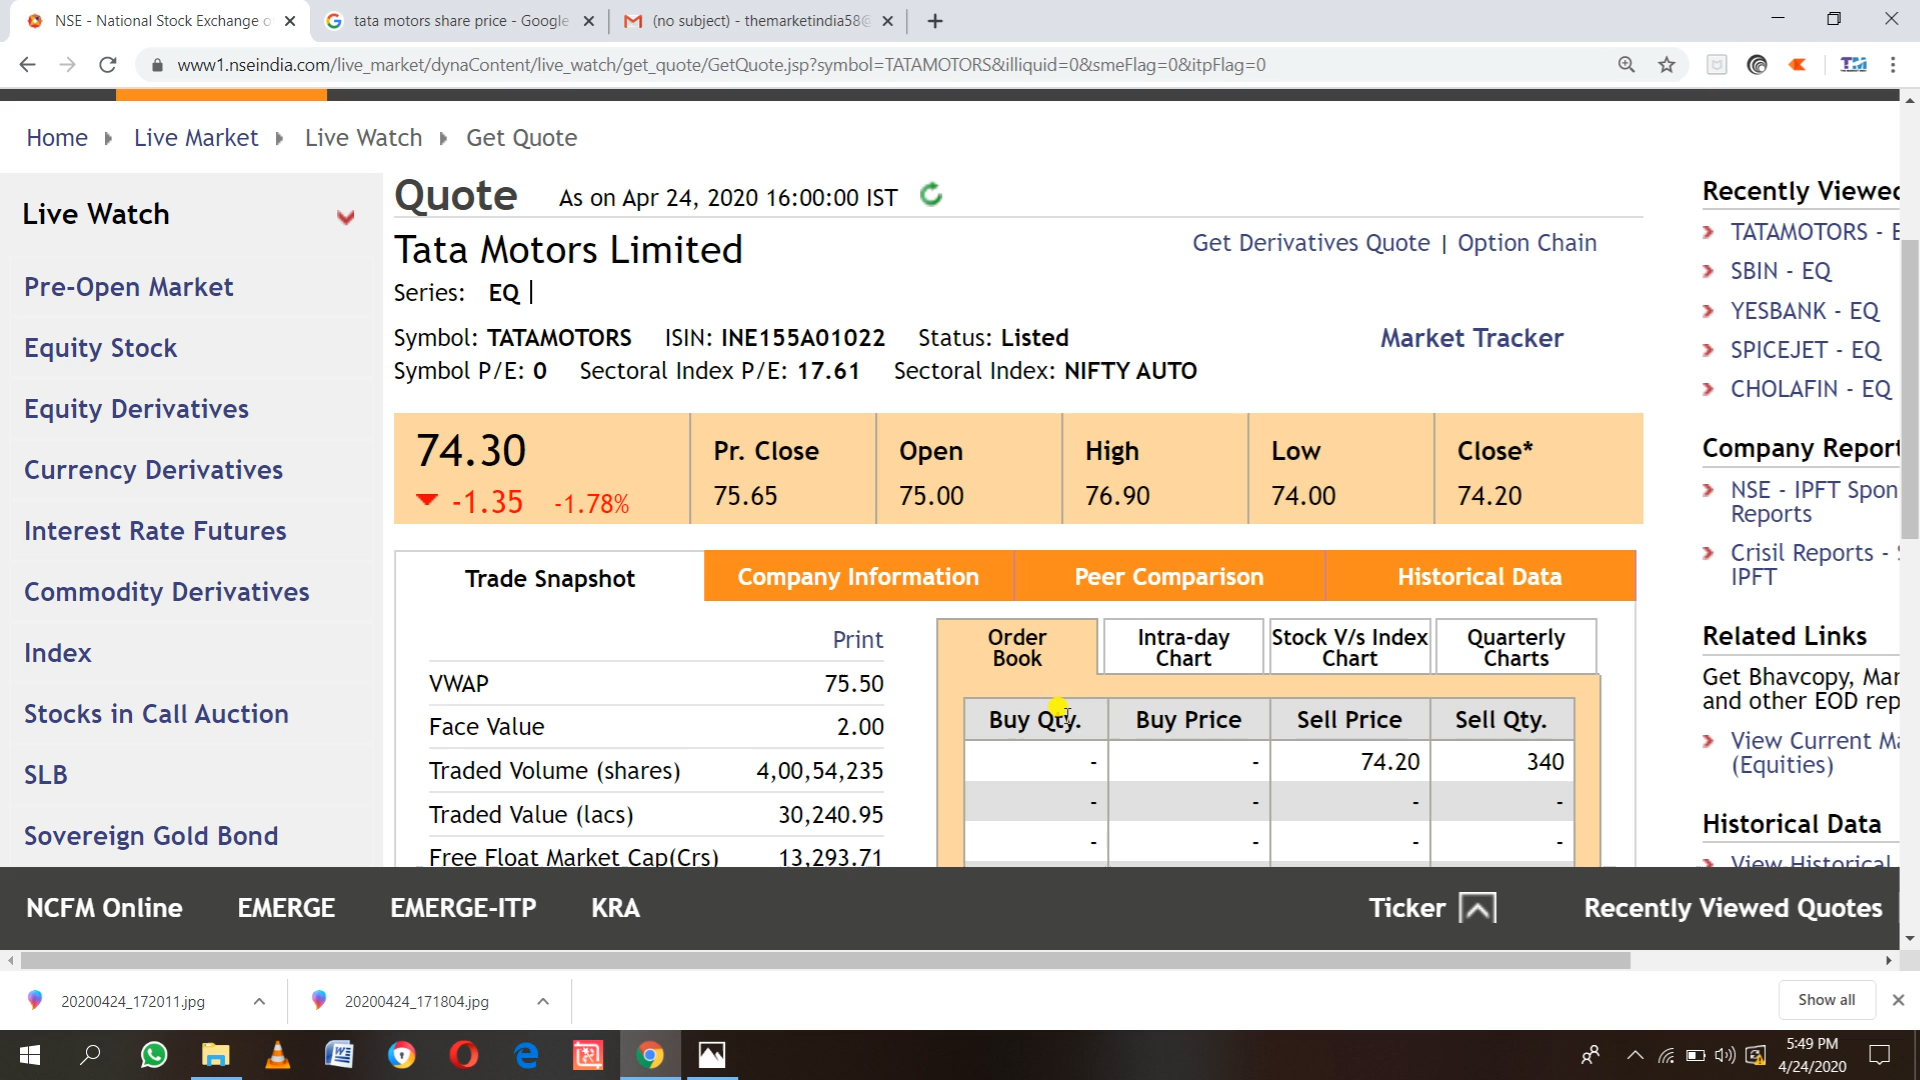 NSE - National Stock Exchange o
tata motors share price - Google
(no subject) - themarketindia58@
www1.nseindia.com/live_market/dynaContent/live_watch/get_quote/GetQuote.jsp?symbol=TATAMOTORS&illiquid=0&smeFlag=0&itpFlag=0
Home Live Market Live Watch Get Quote
Live Watch
Pre-Open Market
Equity Stock
Equity Derivatives
Currency Derivatives
Interest Rate Futures
Commodity Derivatives
Index
Stocks in Call Auction
SLB
Sovereign Gold Bond
Quote As on Apr 24, 2020 16:00:00 IST
Tata Motors Limited
Get Derivatives Quote | Option Chain
Series: EQ |
Symbol: TATAMOTORS ISIN: INE155A01022 Status: Listed
Market Tracker
Symbol P/E: 0 Sectoral Index P/E: 17.61 Sectoral Index: NIFTY AUTO
74.30 Pr. Close Open High Low Close*
-1.35 -1.78% 75.65 75.00 76.90 74.00 74.20
Trade Snapshot Company Information Peer Comparison Historical Data
Print
VWAP 75.50
Face Value 2.00
Traded Volume (shares) 4,00,54,235
Traded Value (lacs) 30,240.95
Free Float Market Cap(Crs) 13,293.71
Order Book
Intra-day Chart
Stock V/s Index Chart
Quarterly Charts
Buy Qty. Buy Price Sell Price Sell Qty.
- - 74.20 340
- - - -
- - - -
Recently Viewed
TATAMOTORS - E
SBIN - EQ
YESBANK - EQ
SPICEJET - EQ
CHOLAFIN - EQ
Company Report
NSE - IPFT Spon
Reports
Crisil Reports -
IPFT
Related Links
Get Bhavcopy, Mar
and other EOD rep
View Current Ma
(Equities)
Historical Data
View Historical
NCFM Online EMERGE EMERGE-ITP KRA Ticker Recently Viewed Quotes
20200424_172011.jpg
20200424_171804.jpg
Show all
5:49 PM
4/24/2020